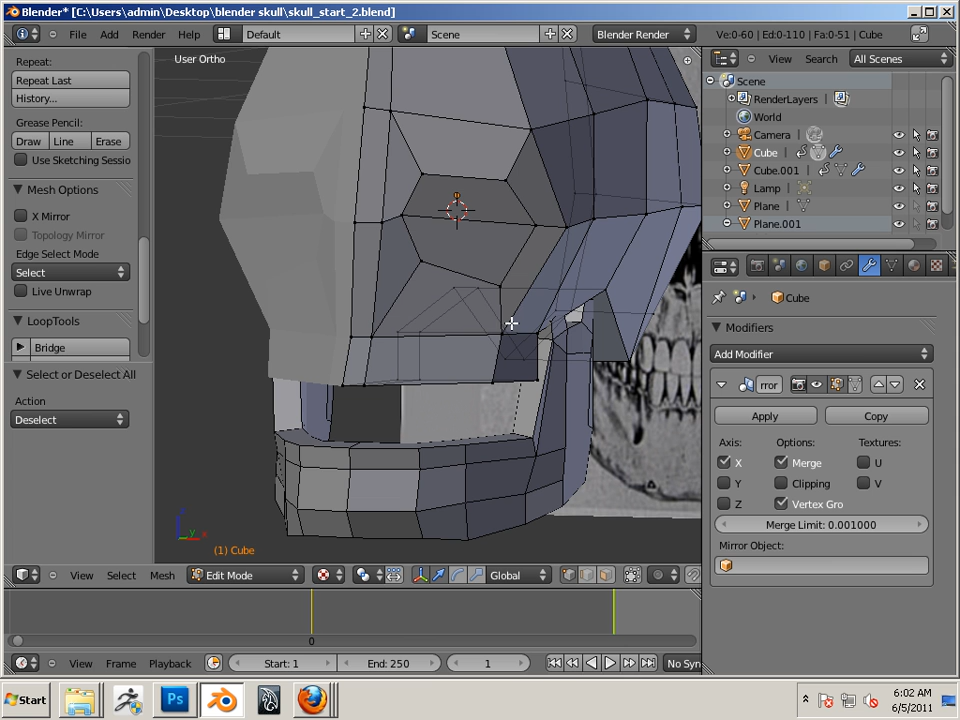 Blender* [C:\Users\admin\Desktop\blender skull\skull_start_2.blend]
File Add Render Help Default Scene Blender Render Ve:0-60 | Ed:0-110 | Fa:0-51 | Cube
Repeat:
Repeat Last
History...
Grease Pencil:
Draw Line Erase
Use Sketching Sessio
Mesh Options
X Mirror
Topology Mirror
Edge Select Mode
Select
Live Unwrap
LoopTools
Bridge
Select or Deselect All
Action
Deselect
User Ortho
z y x
(1) Cube
View Search All Scenes
Scene
RenderLayers |
World
Camera |
Cube |
Cube.001 |
Lamp |
Plane |
Plane.001
Cube
Modifiers
Add Modifier
rror
Apply Copy
Axis: Options: Textures:
X Merge U
Y Clipping V
Z Vertex Gro
Merge Limit: 0.001000
Mirror Object:
View Select Mesh Edit Mode Global
0
View Frame Playback Start: 1 End: 250 1 No Syn
Start Ps 6:02 AM
6/5/2011